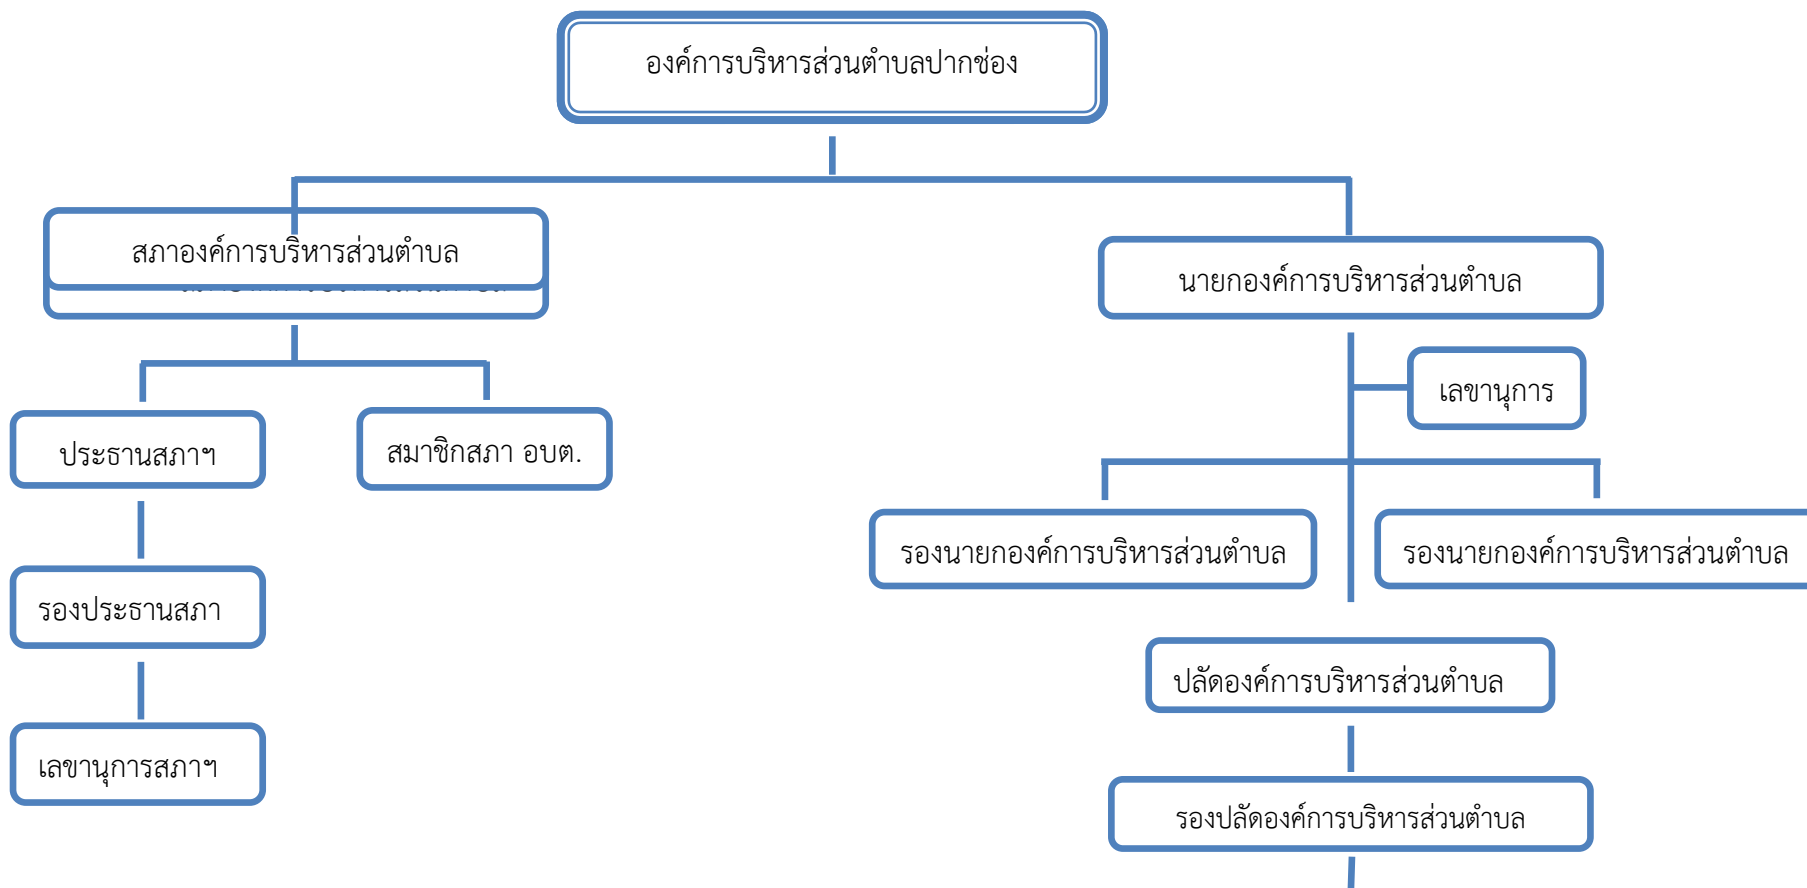 องค์การบริหารส่วนตำบลปากช่อง
สภาองค์การบริหารส่วนตำบล
นายกองค์การบริหารส่วนตำบล
เลขานุการ
ประธานสภาฯ
สมาชิกสภา อบต.
รองนายกองค์การบริหารส่วนตำบล
รองนายกองค์การบริหารส่วนตำบล
รองประธานสภา
ปลัดองค์การบริหารส่วนตำบล
เลขานุการสภาฯ
รองปลัดองค์การบริหารส่วนตำบล